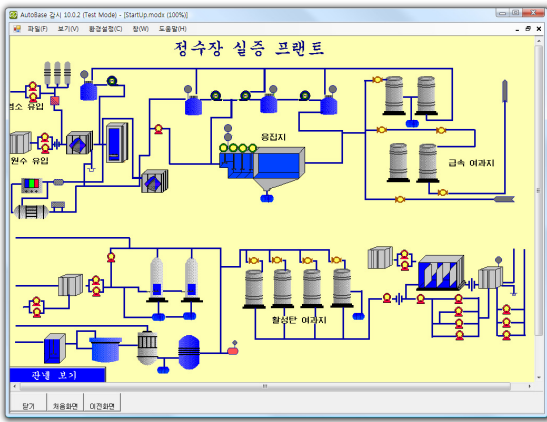 AutoBase 감시 10.0.2 (Test Mode) - [StartUp.modx (100%)]
파일(F) 보기(V) 환경설정(C) 창(W) 도움말(H)
정수장 실증 프랜트
염소 유입
원수 유입
응집지
급속 여과지
활성탄 여과지
판넬 보기
닫기 처음화면 이전화면